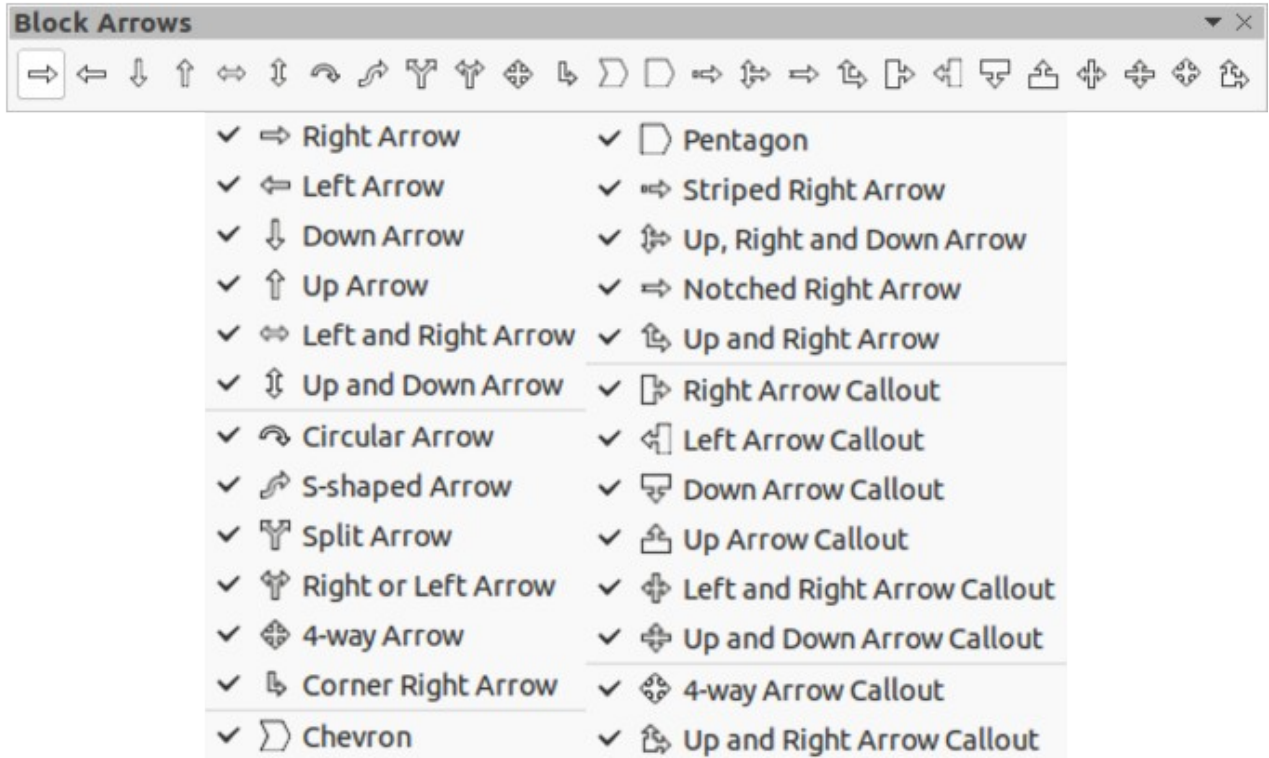 Block Arrows
Right Arrow
Left Arrow
Down Arrow
Up Arrow
Left and Right Arrow
Up and Down Arrow
Circular Arrow
S-shaped Arrow
Split Arrow
Right or Left Arrow
4-way Arrow
Corner Right Arrow
Chevron
Pentagon
Striped Right Arrow
Up, Right and Down Arrow
Notched Right Arrow
Up and Right Arrow
Right Arrow Callout
Left Arrow Callout
Down Arrow Callout
Up Arrow Callout
Left and Right Arrow Callout
Up and Down Arrow Callout
4-way Arrow Callout
Up and Right Arrow Callout